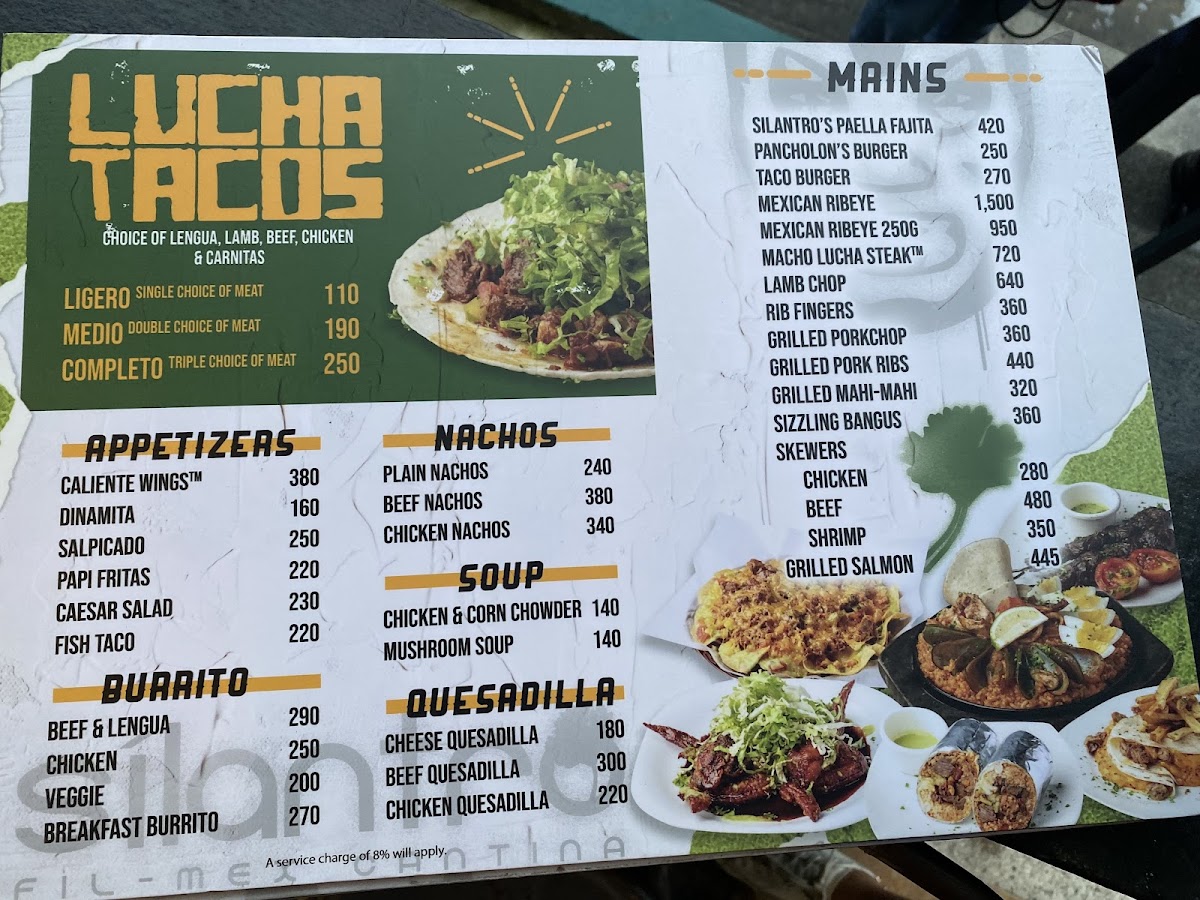 LUCHA
TACOS
CHOICE OF LENGUA, LAMB, BEEF, CHICKEN
& CARNITAS
LIGERO SINGLE CHOICE OF MEAT 110
MEDIO DOUBLE CHOICE OF MEAT 190
COMPLETO TRIPLE CHOICE OF MEAT 250
APPETIZERS
CALIENTE WINGS™ 380
DINAMITA 160
SALPICADO 250
PAPI FRITAS 220
CAESAR SALAD 230
FISH TACO 220
BURRITO
BEEF & LENGUA 290
CHICKEN 250
VEGGIE 200
BREAKFAST BURRITO 270
NACHOS
PLAIN NACHOS 240
BEEF NACHOS 380
CHICKEN NACHOS 340
SOUP
CHICKEN & CORN CHOWDER 140
MUSHROOM SOUP 140
QUESADILLA
CHEESE QUESADILLA 180
BEEF QUESADILLA 300
CHICKEN QUESADILLA 220
MAINS
SILANTRO'S PAELLA FAJITA 420
PANCHOLON'S BURGER 250
TACO BURGER 270
MEXICAN RIBEYE 1,500
MEXICAN RIBEYE 250G 950
MACHO LUCHA STEAK™ 720
LAMB CHOP 640
RIB FINGERS 360
GRILLED PORKCHOP 360
GRILLED PORK RIBS 440
GRILLED MAHI-MAHI 320
SIZZLING BANGUS 360
SKEWERS
CHICKEN 280
BEEF 480
SHRIMP 350
GRILLED SALMON 445
silantro
FIL-MEX CANTINA
A service charge of 8% will apply.